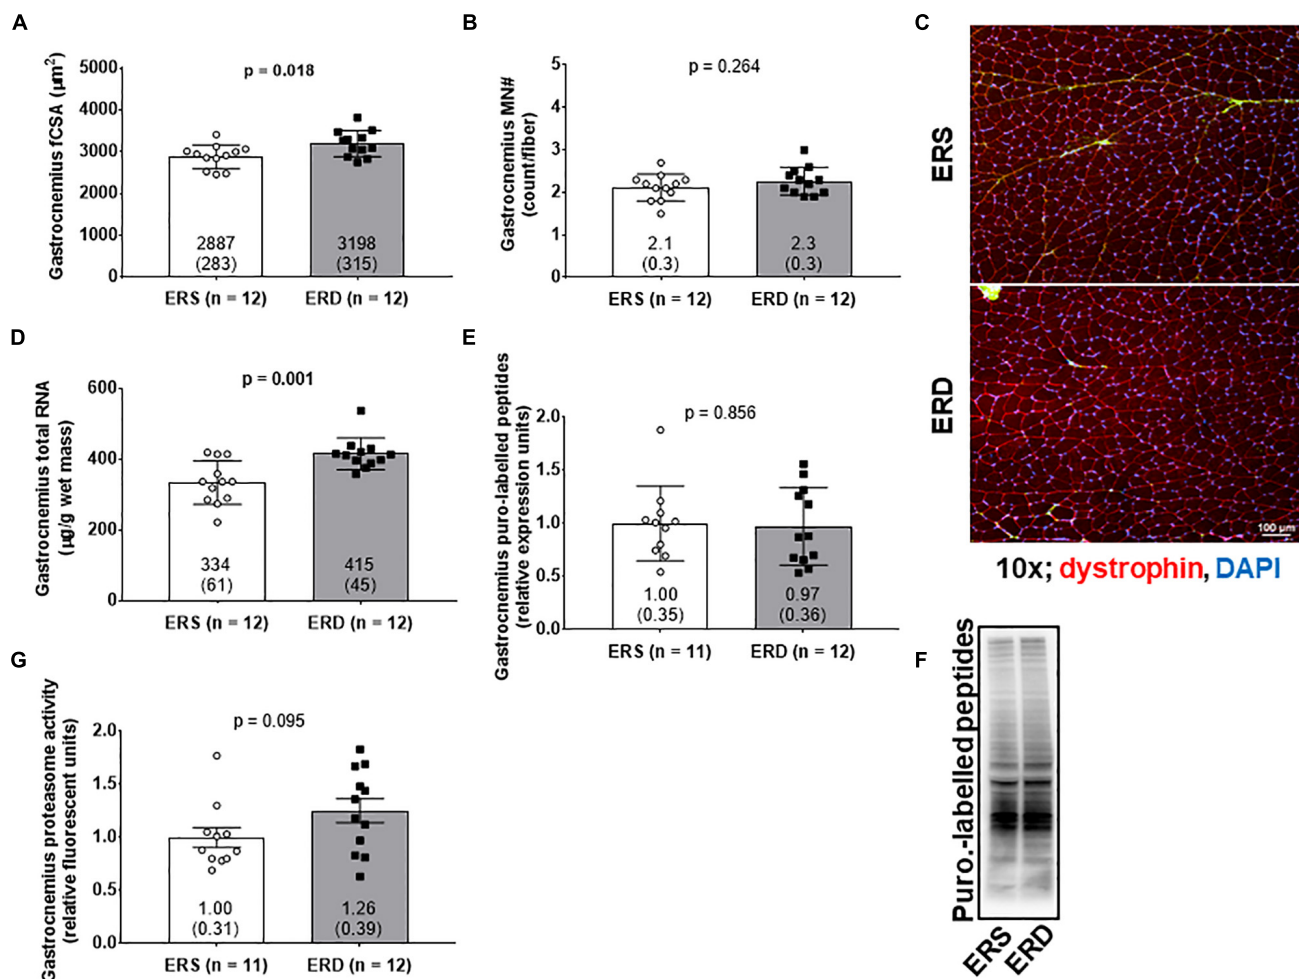 A
Gastrocnemius fCSA (µm²)
p = 0.018
5000
4000
3000
2000
1000
0
2887
(283)
3198
(315)
ERS (n = 12)
ERD (n = 12)
B
Gastrocnemius MN#
(count/fiber)
p = 0.264
5
4
3
2
1
0
2.1
(0.3)
2.3
(0.3)
ERS (n = 12)
ERD (n = 12)
C
ERS
ERD
100 µm
10x; dystrophin, DAPI
D
Gastrocnemius total RNA
(µg/g wet mass)
p = 0.001
600
400
200
0
334
(61)
415
(45)
ERS (n = 12)
ERD (n = 12)
E
Gastrocnemius puro-labelled peptides
(relative expression units)
p = 0.856
2.0
1.5
1.0
0.5
0.0
1.00
(0.35)
0.97
(0.36)
ERS (n = 11)
ERD (n = 12)
F
Puro.-labelled peptides
ERS
ERD
G
Gastrocnemius proteasome activity
(relative fluorescent units)
p = 0.095
2.0
1.5
1.0
0.5
0.0
1.00
(0.31)
1.26
(0.39)
ERS (n = 11)
ERD (n = 12)